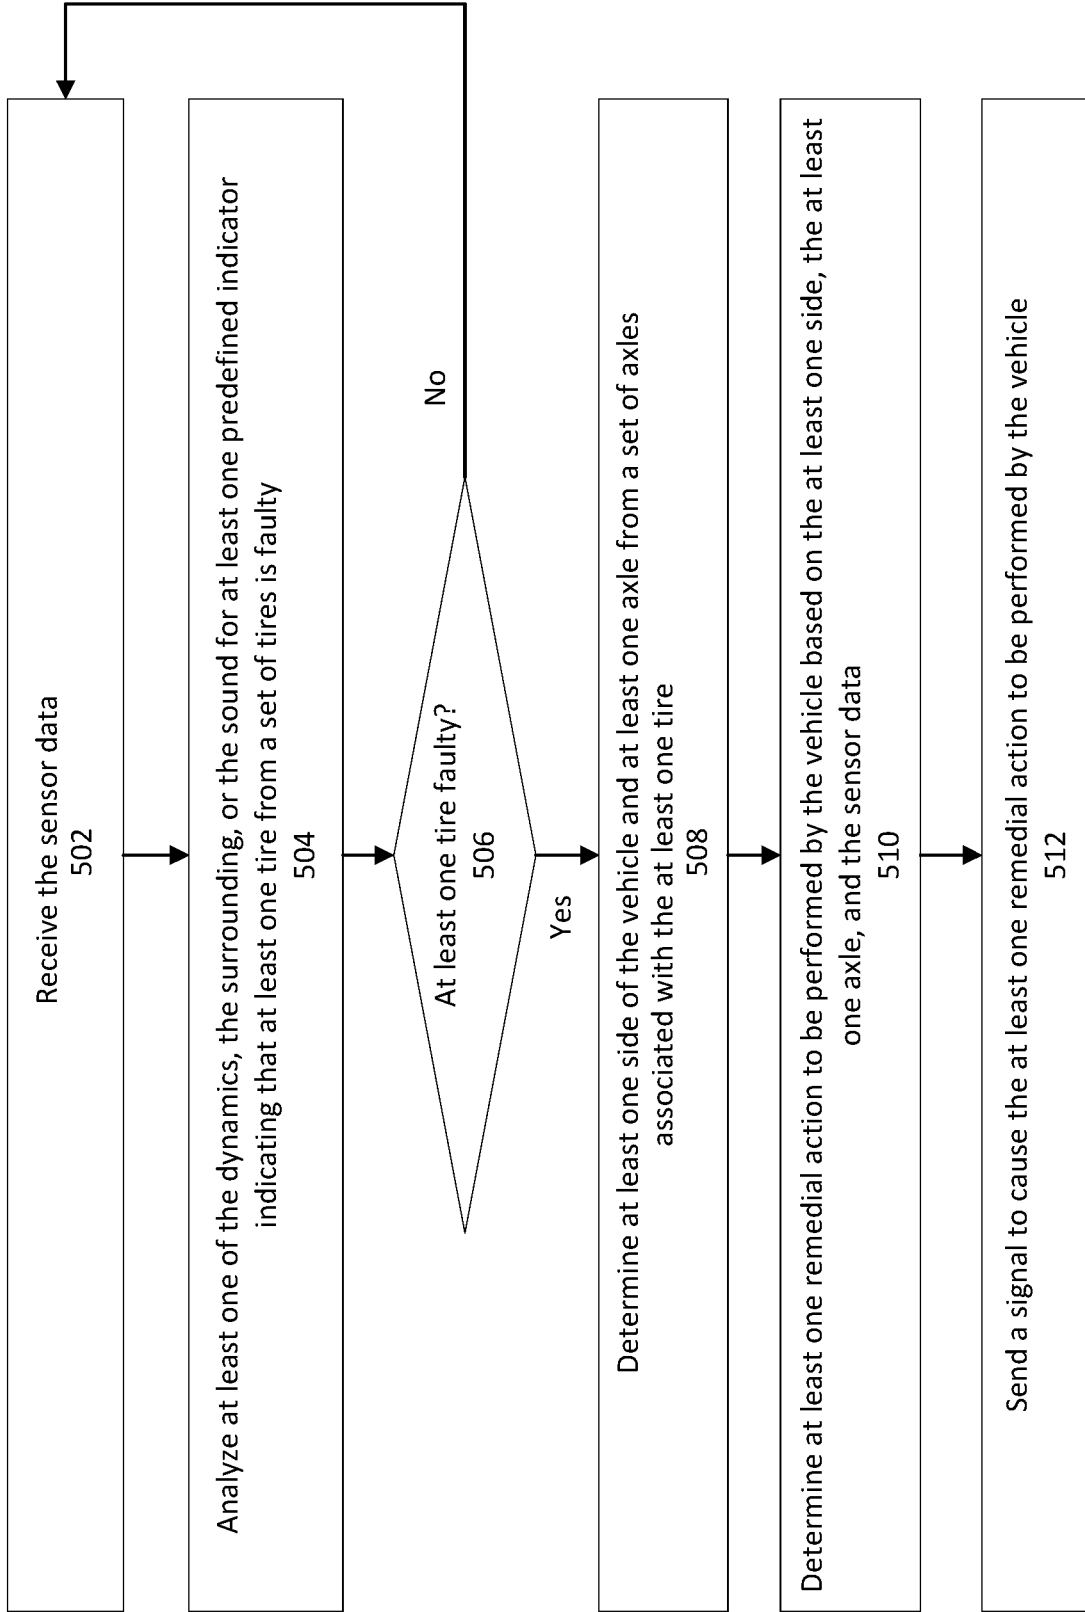 Receive the sensor data
502
Analyze at least one of the dynamics, the surrounding, or the sound for at least one predefined indicator
indicating that at least one tire from a set of tires is faulty
504
At least one tire faulty?
506
No
Yes
Determine at least one side of the vehicle and at least one axle from a set of axles
associated with the at least one tire
508
Determine at least one remedial action to be performed by the vehicle based on the at least one side, the at least
one axle, and the sensor data
510
Send a signal to cause the at least one remedial action to be performed by the vehicle
512